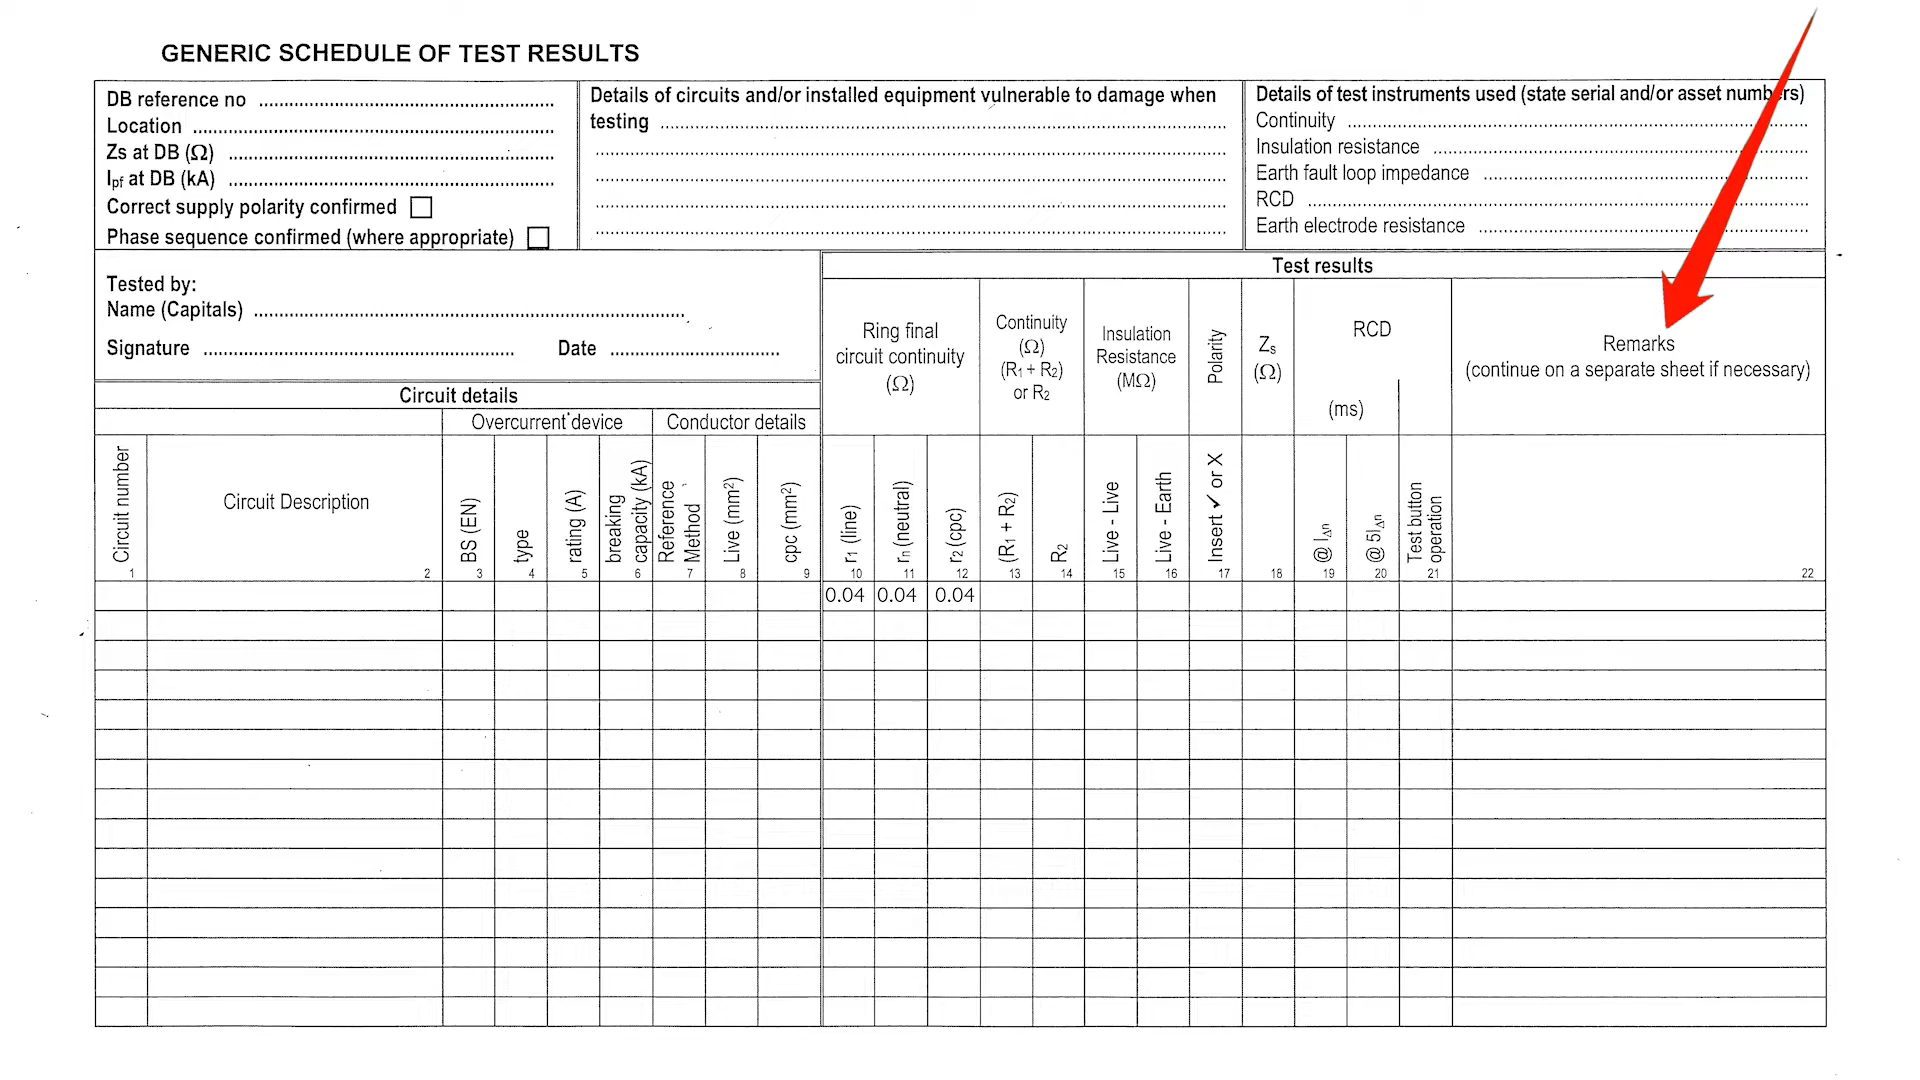 GENERIC SCHEDULE OF TEST RESULTS
DB reference no
Location
Zs at DB (Ω)
Ipf at DB (kA)
Correct supply polarity confirmed
Phase sequence confirmed (where appropriate)
Details of circuits and/or installed equipment vulnerable to damage when
testing
Details of test instruments used (state serial and/or asset numbers)
Continuity
Insulation resistance
Earth fault loop impedance
RCD
Earth electrode resistance
Tested by:
Name (Capitals)
Signature Date
Test results
Ring final
circuit continuity
(Ω)
Continuity
(Ω)
(R1 + R2)
or R2
Insulation
Resistance
(MΩ)
Polarity
Zs
(Ω)
RCD
(ms)
Remarks
(continue on a separate sheet if necessary)
Circuit details
Overcurrent device
Conductor details
Circuit number
Circuit Description
BS (EN)
type
rating (A)
breaking
capacity (kA)
Reference
Method
Live (mm2)
cpc (mm2)
r1 (line)
rn (neutral)
r2 (cpc)
(R1 + R2)
R2
Live - Live
Live - Earth
Insert ✓ or X
@ IΔn
@ 5IΔn
Test button
operation
1 2 3 4 5 6 7 8 9 10 11 12 13 14 15 16 17 18 19 20 21 22
0.04 0.04 0.04